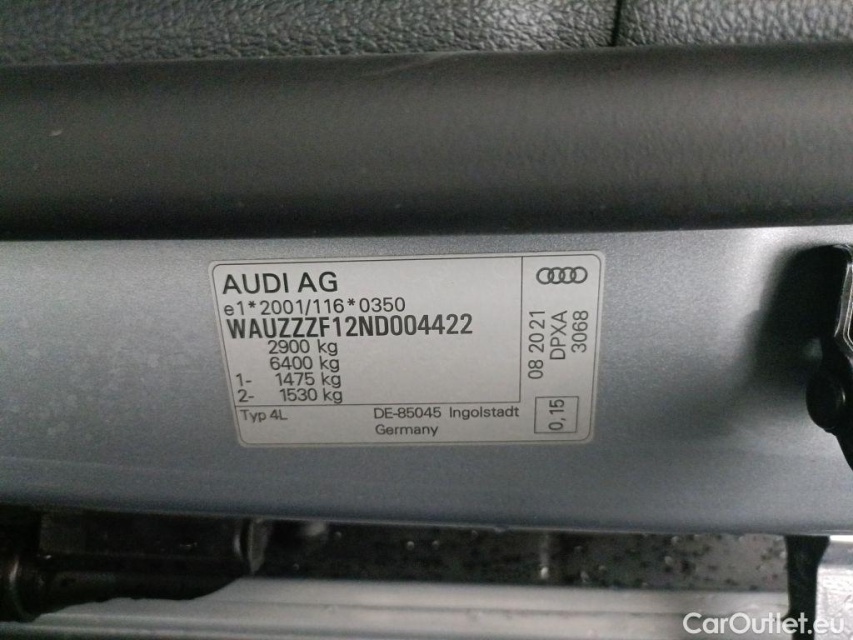 AUDI AG
e1*2001/116*0350
WAUZZZF12ND004422
2900 kg
6400 kg
1- 1475 kg
2- 1530 kg
Typ 4L
DE-85045 Ingolstadt
Germany
08 2021
DPXA
3068
0,15
CarOutlet.eu